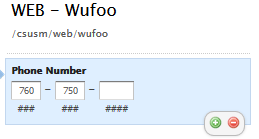 WEB - Wufoo
/csusm/web/wufoo
Phone Number
760 - 750 -
### ### ####